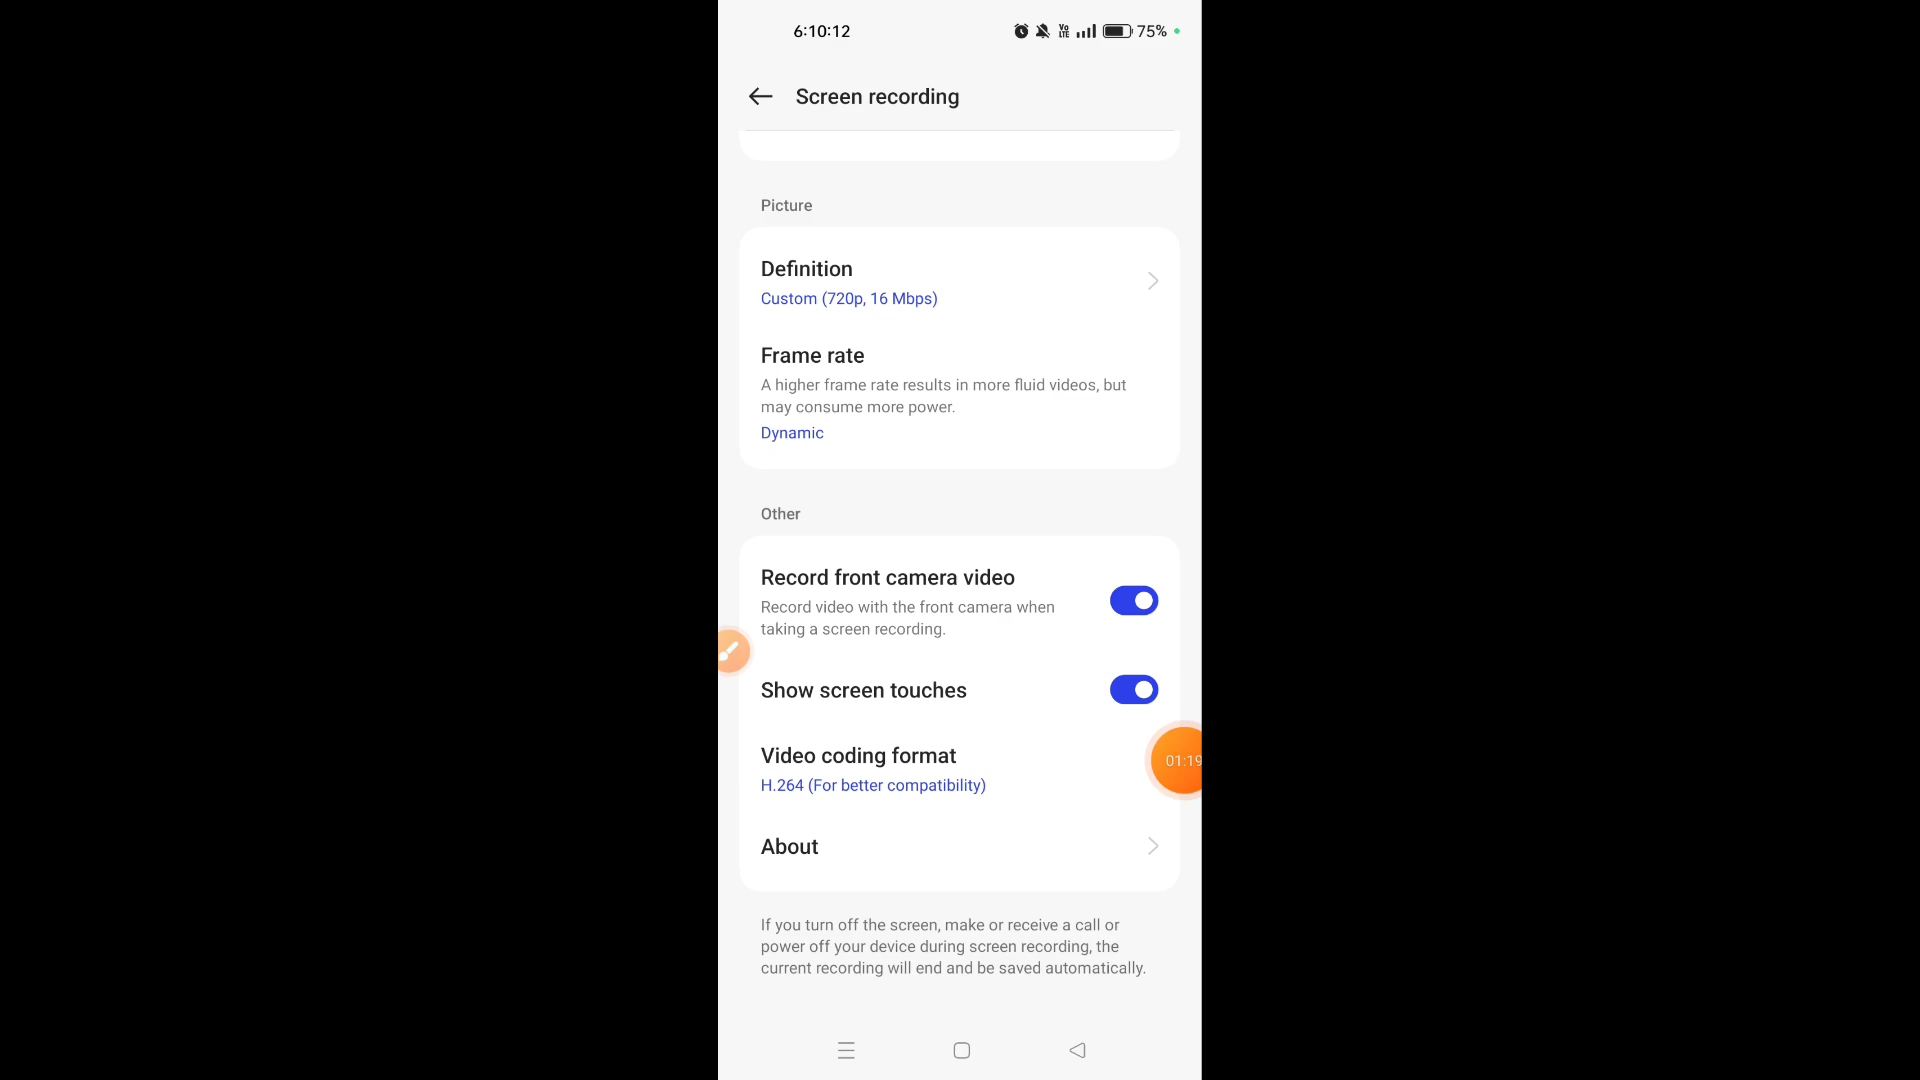 6:10:12
Vo
LTE
75%
Screen recording
Picture
Definition
Custom (720p, 16 Mbps)
Frame rate
A higher frame rate results in more fluid videos, but
may consume more power.
Dynamic
Other
Record front camera video
Record video with the front camera when
taking a screen recording.
Show screen touches
Video coding format
H.264 (For better compatibility)
01:19
About
If you turn off the screen, make or receive a call or
power off your device during screen recording, the
current recording will end and be saved automatically.